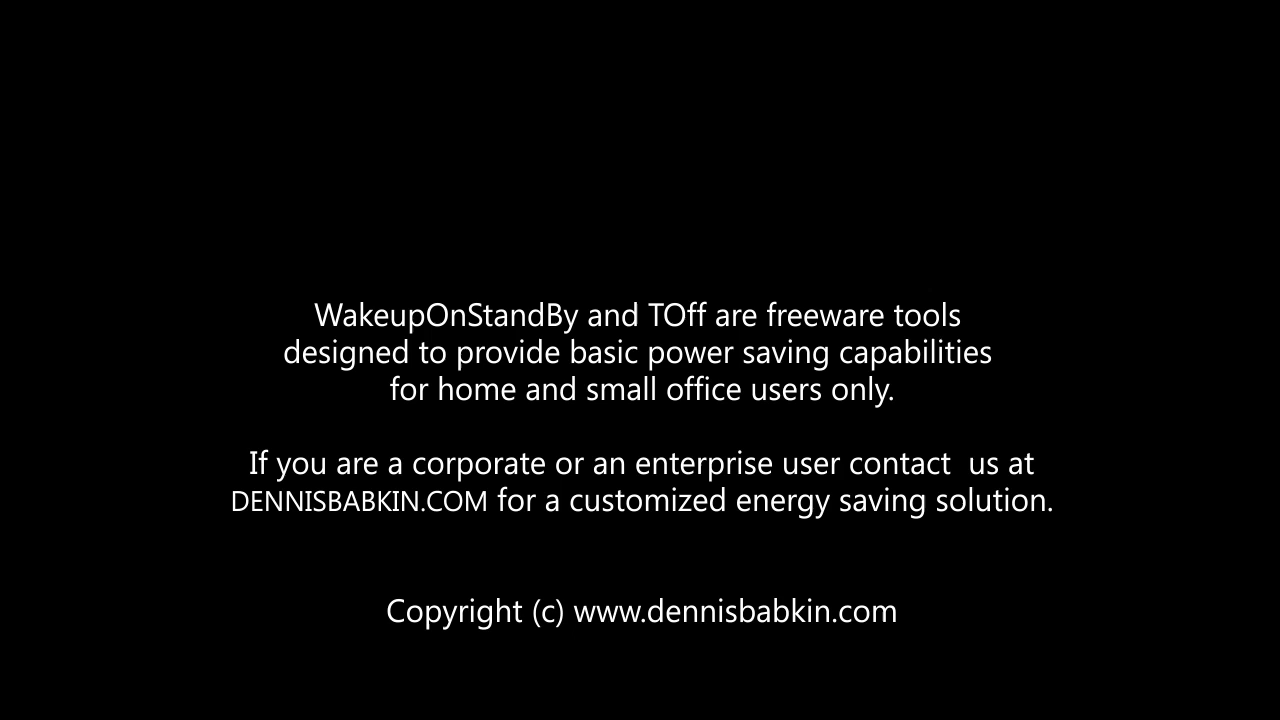 WakeupOnStandBy and TOff are freeware tools
designed to provide basic power saving capabilities
for home and small office users only.
If you are a corporate or an enterprise user contact  us at
DENNISBABKIN.COM for a customized energy saving solution.
Copyright (c) www.dennisbabkin.com